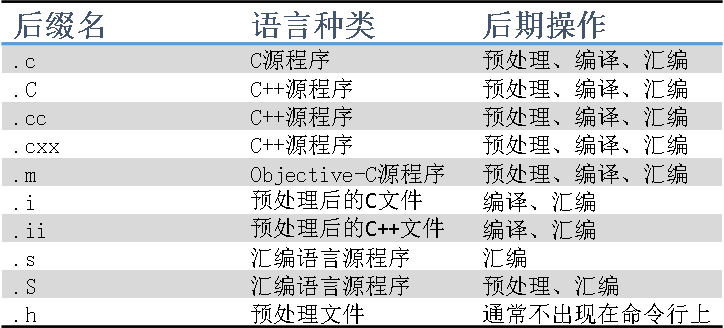 后缀名 语言种类 后期操作
.c C源程序 预处理、编译、汇编
.C C++源程序 预处理、编译、汇编
.cc C++源程序 预处理、编译、汇编
.cxx C++源程序 预处理、编译、汇编
.m Objective-C源程序 预处理、编译、汇编
.i 预处理后的C文件 编译、汇编
.ii 预处理后的C++文件 编译、汇编
.s 汇编语言源程序 汇编
.S 汇编语言源程序 预处理、汇编
.h 预处理文件 通常不出现在命令行上